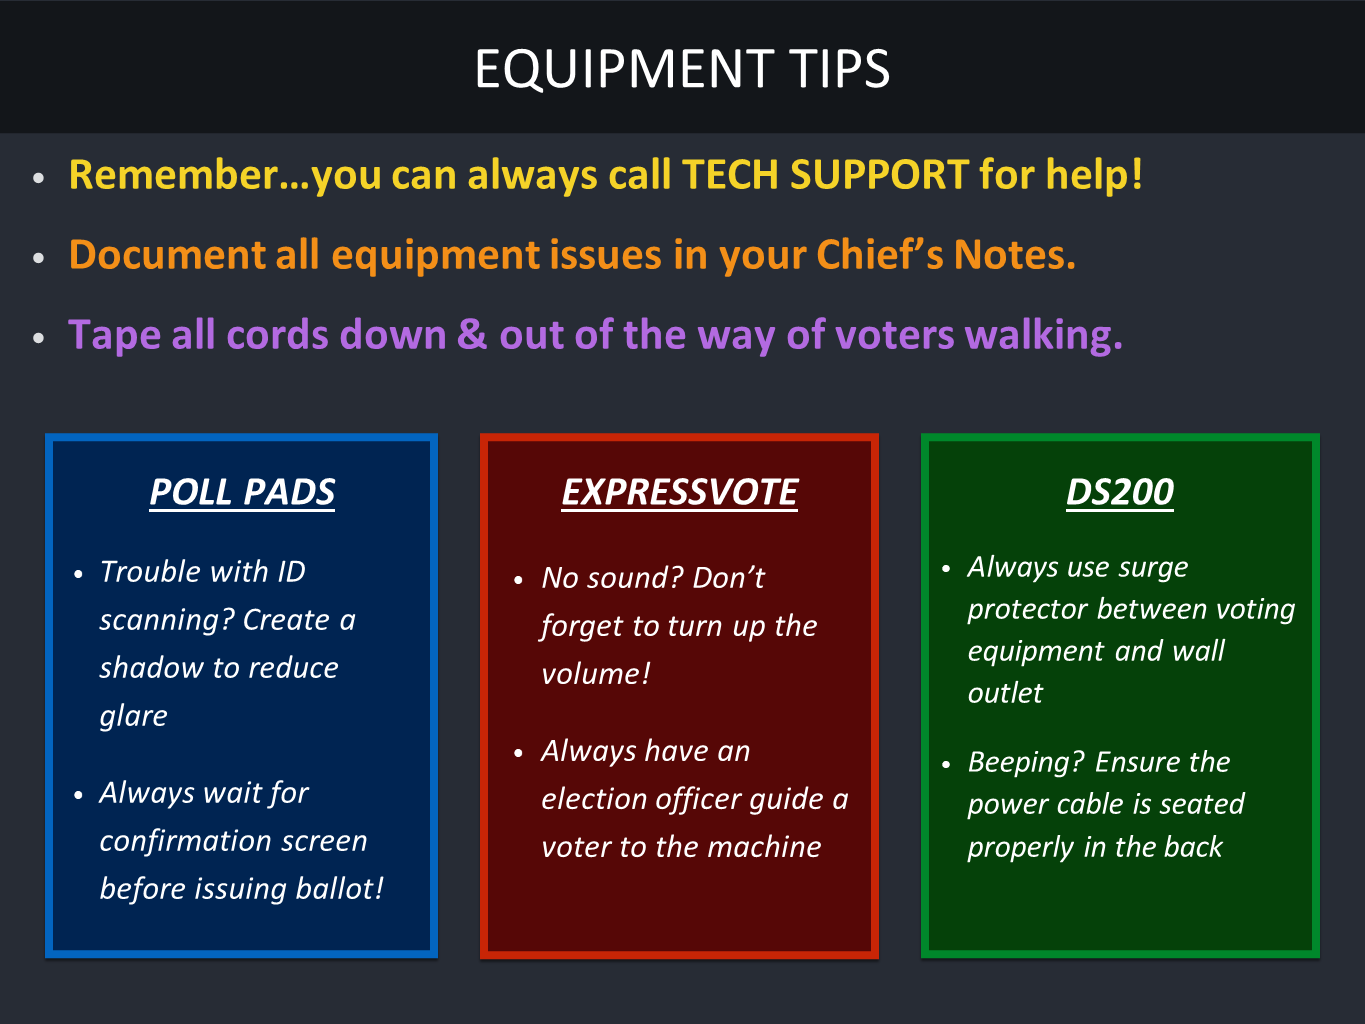 EQUIPMENT TIPS
• Remember…you can always call TECH SUPPORT for help!
• Document all equipment issues in your Chief’s Notes.
• Tape all cords down & out of the way of voters walking.
POLL PADS
• Trouble with ID
scanning? Create a
shadow to reduce
glare
• Always wait for
confirmation screen
before issuing ballot!
EXPRESSVOTE
• No sound? Don’t
forget to turn up the
volume!
• Always have an
election officer guide a
voter to the machine
DS200
• Always use surge
protector between voting
equipment and wall
outlet
• Beeping? Ensure the
power cable is seated
properly in the back